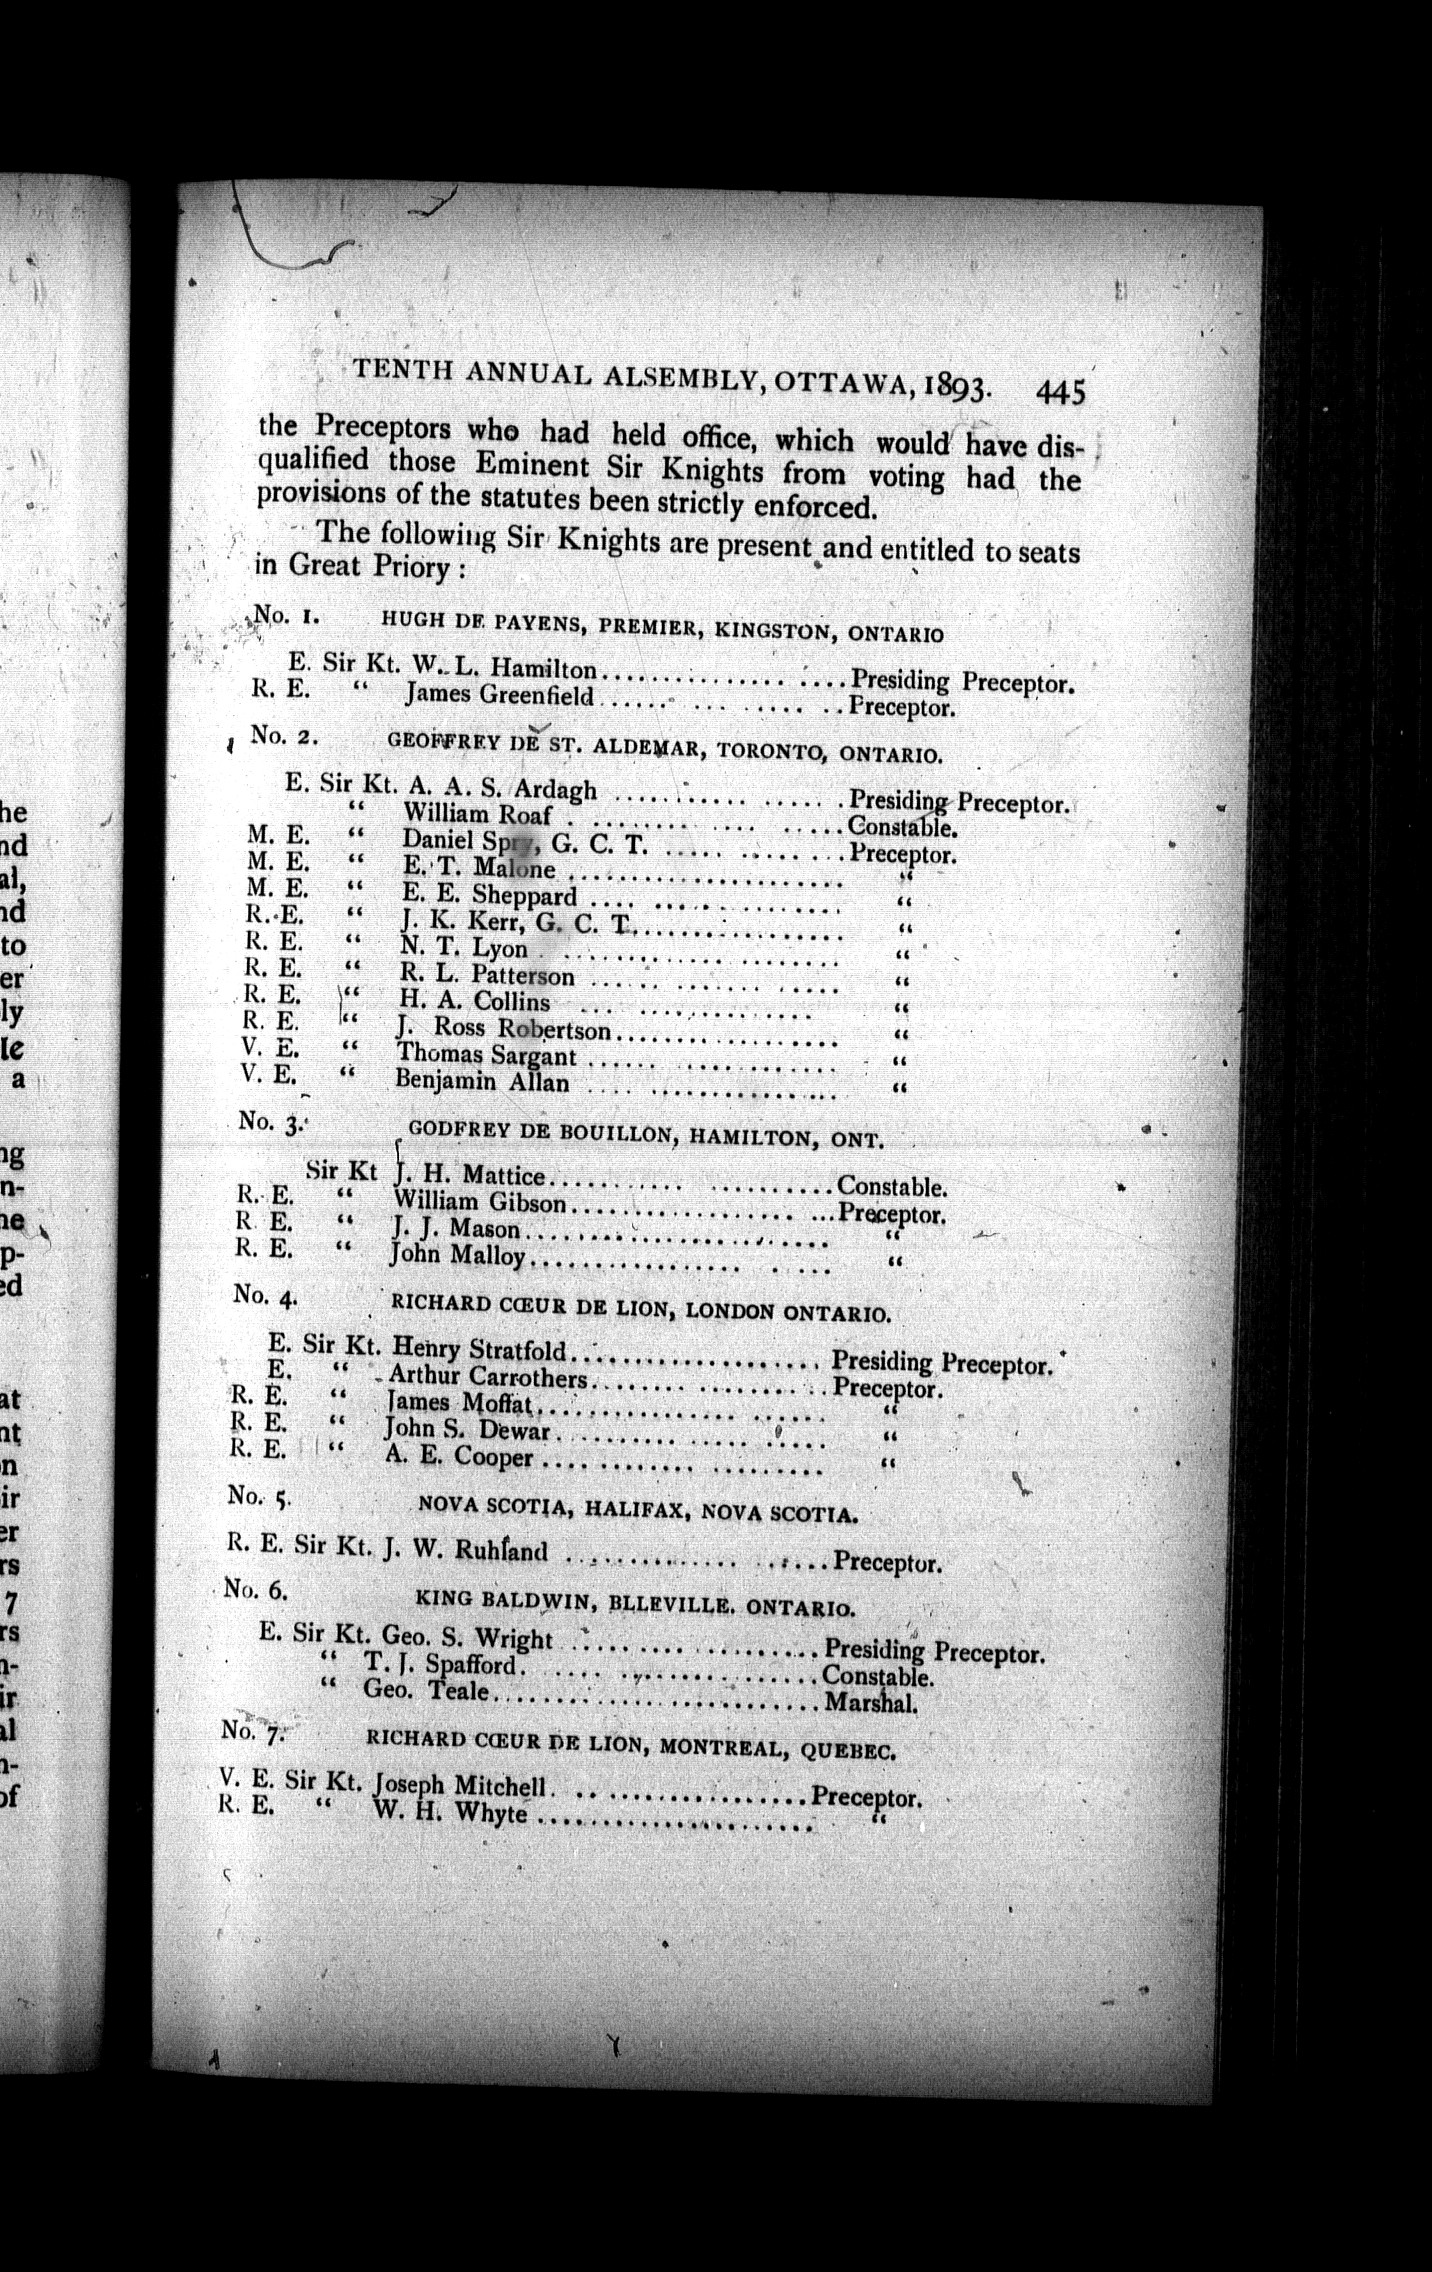 TENTH ANNUAL ALSEMBLY, OTTAWA, 1893. 445
the Preceptors who had held office, which would have dis-
qualified those Eminent Sir Knights from voting had the
provisions of the statutes been strictly enforced.
The following Sir Knights are present and entitled to seats
in Great Priory :
No. 1. HUGH DE PAYENS, PREMIER, KINGSTON, ONTARIO
E. Sir Kt. W. L. Hamilton.................. Presiding Preceptor.
R. E. “ James Greenfield.................. Preceptor.
No. 2. GEOFFREY DE ST. ALDEMAR, TORONTO, ONTARIO.
E. Sir Kt. A. A. S. Ardagh .................. Presiding Preceptor.
“ William Roaf .................. Constable.
M. E. “ Daniel Spry, G. C. T. .................. Preceptor.
M. E. “ E. T. Malone .................. “
M. E. “ E. E. Sheppard .................. “
R. E. “ J. K. Kerr, G. C. T. .................. “
R. E. “ N. T. Lyon .................. “
R. E. “ R. L. Patterson .................. “
R. E. “ H. A. Collins .................. “
R. E. “ J. Ross Robertson.................. “
V. E. “ Thomas Sargant .................. “
V. E. “ Benjamin Allan .................. “
No. 3. GODFREY DE BOUILLON, HAMILTON, ONT.
Sir Kt J. H. Mattice.................. Constable.
R. E. “ William Gibson.................. Preceptor.
R. E. “ J. J. Mason.................. “
R. E. “ John Malloy.................. “
No. 4. RICHARD CŒUR DE LION, LONDON ONTARIO.
E. Sir Kt. Henry Stratfold.................. Presiding Preceptor.
E. “ Arthur Carrothers.................. Preceptor.
R. E. “ James Moffat.................. “
R. E. “ John S. Dewar.................. “
R. E. “ A. E. Cooper.................. “
No. 5. NOVA SCOTIA, HALIFAX, NOVA SCOTIA.
R. E. Sir Kt. J. W. Ruhland .................. Preceptor.
No. 6. KING BALDWIN, BLLEVILLE. ONTARIO.
E. Sir Kt. Geo. S. Wright .................. Presiding Preceptor.
“ T. J. Spafford.................. Constable.
“ Geo. Teale.................. Marshal.
No. 7. RICHARD CŒUR DE LION, MONTREAL, QUEBEC.
V. E. Sir Kt. Joseph Mitchell.................. Preceptor.
R. E. “ W. H. Whyte .................. “